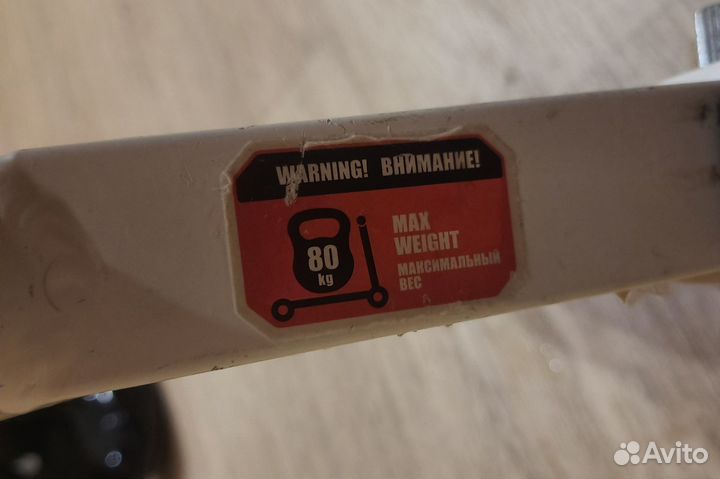 WARNING! ВНИМАНИЕ!
80
kg
MAX
WEIGHT
МАКСИМАЛЬНЫЙ
ВЕС
Avito